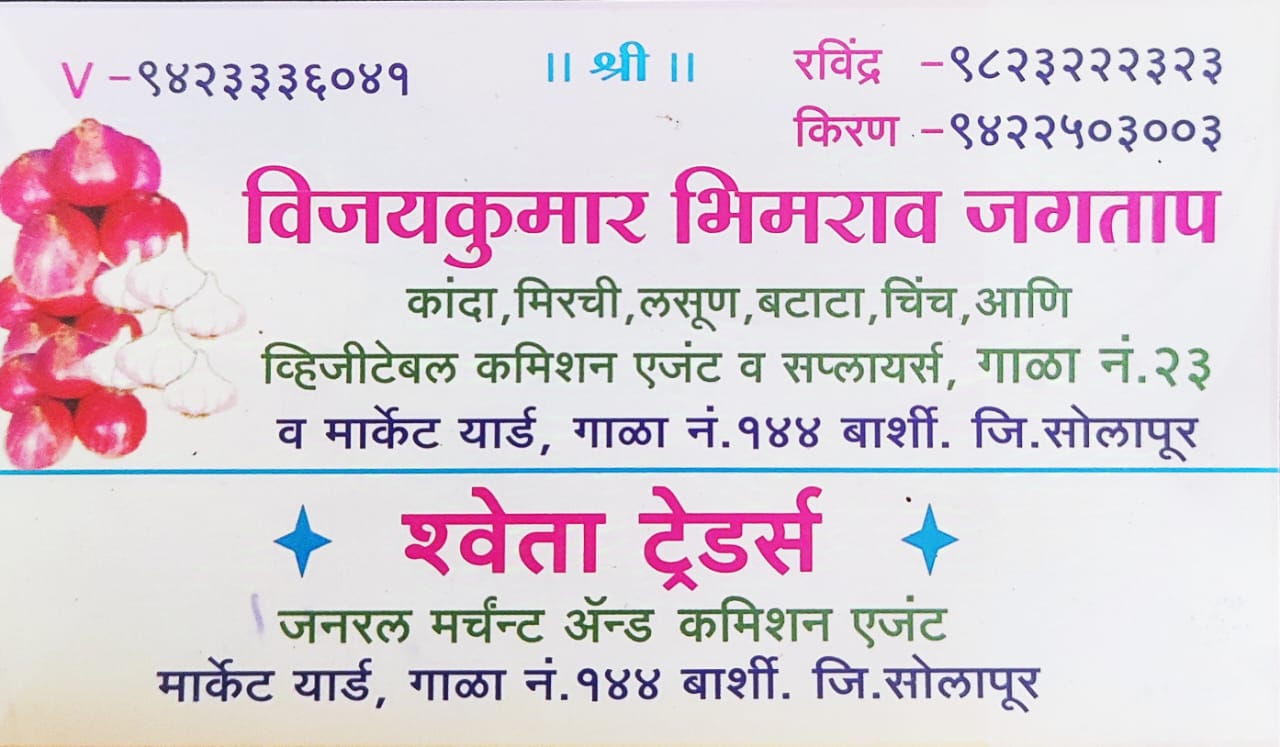 V -९४२३३३६०४१
॥ श्री ॥
रविंद्र -९८२३२२२३२३
किरण -९४२२५०३००३
विजयकुमार भिमराव जगताप
कांदा,मिरची,लसूण,बटाटा,चिंच,आणि
व्हिजीटेबल कमिशन एजंट व सप्लायर्स, गाळा नं.२३
व मार्केट यार्ड, गाळा नं.१४४ बार्शी. जि.सोलापूर
श्वेता ट्रेडर्स
जनरल मर्चंन्ट ॲन्ड कमिशन एजंट
मार्केट यार्ड, गाळा नं.१४४ बार्शी. जि.सोलापूर